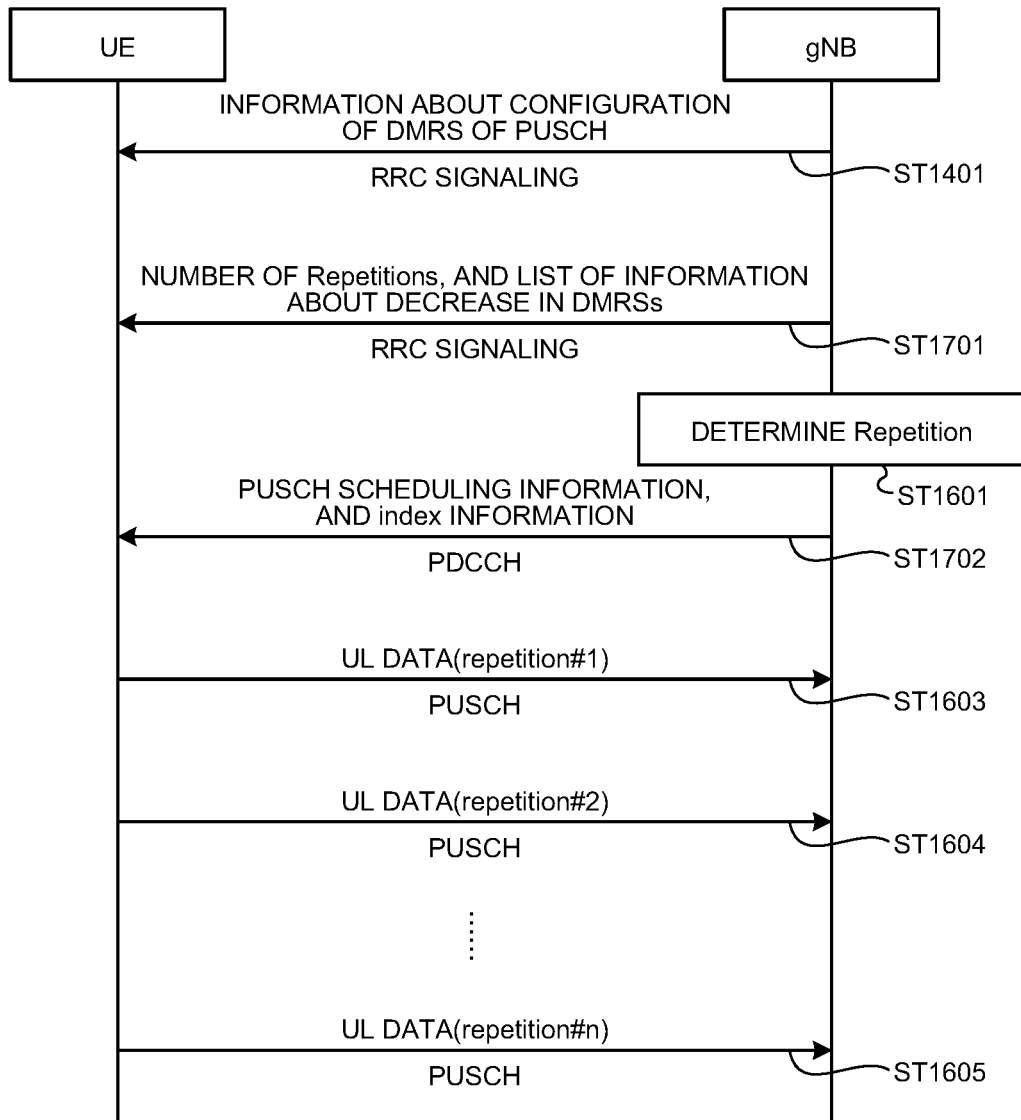 UE
gNB
INFORMATION ABOUT CONFIGURATION
OF DMRS OF PUSCH
RRC SIGNALING
ST1401
NUMBER OF Repetitions, AND LIST OF INFORMATION
ABOUT DECREASE IN DMRSs
RRC SIGNALING
ST1701
DETERMINE Repetition
ST1601
PUSCH SCHEDULING INFORMATION,
AND index INFORMATION
PDCCH
ST1702
UL DATA(repetition#1)
PUSCH
ST1603
UL DATA(repetition#2)
PUSCH
ST1604
UL DATA(repetition#n)
PUSCH
ST1605